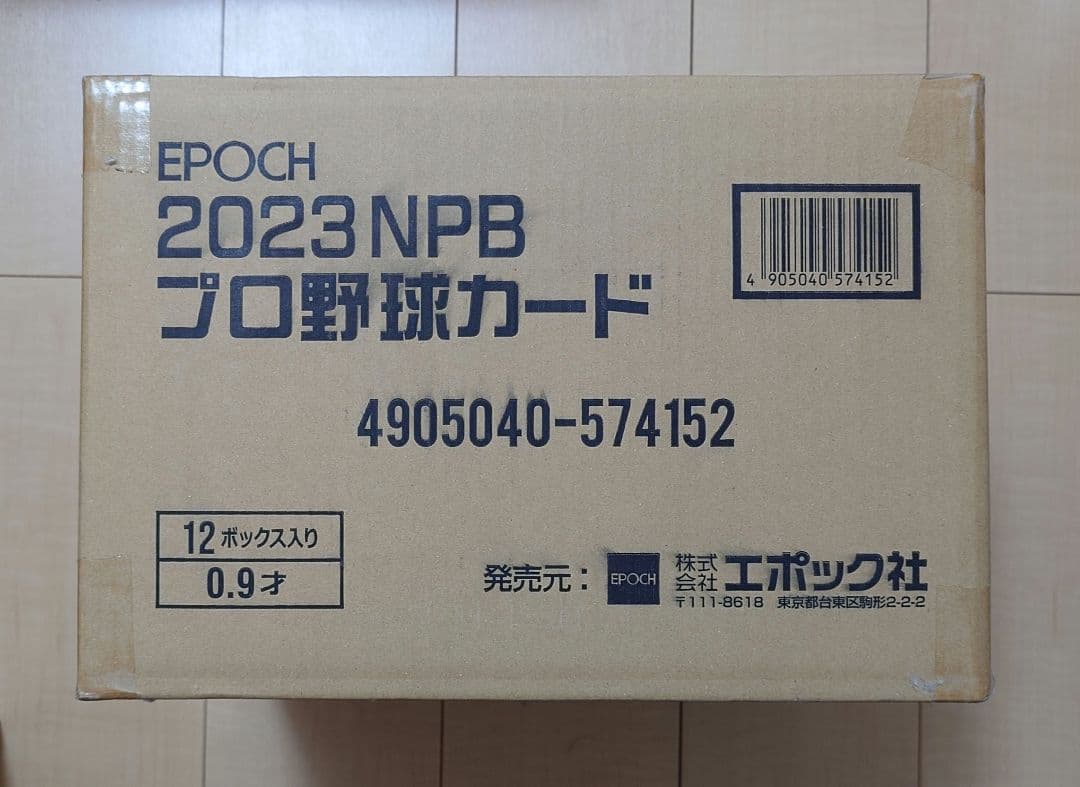 EPOCH
2023 NPB
プロ野球カード
4 905040 574152
4905040-574152
12 ボックス入り
0.9才
発売元： EPOCH 株式会社 エポック社
〒111-8618 東京都台東区駒形2-2-2